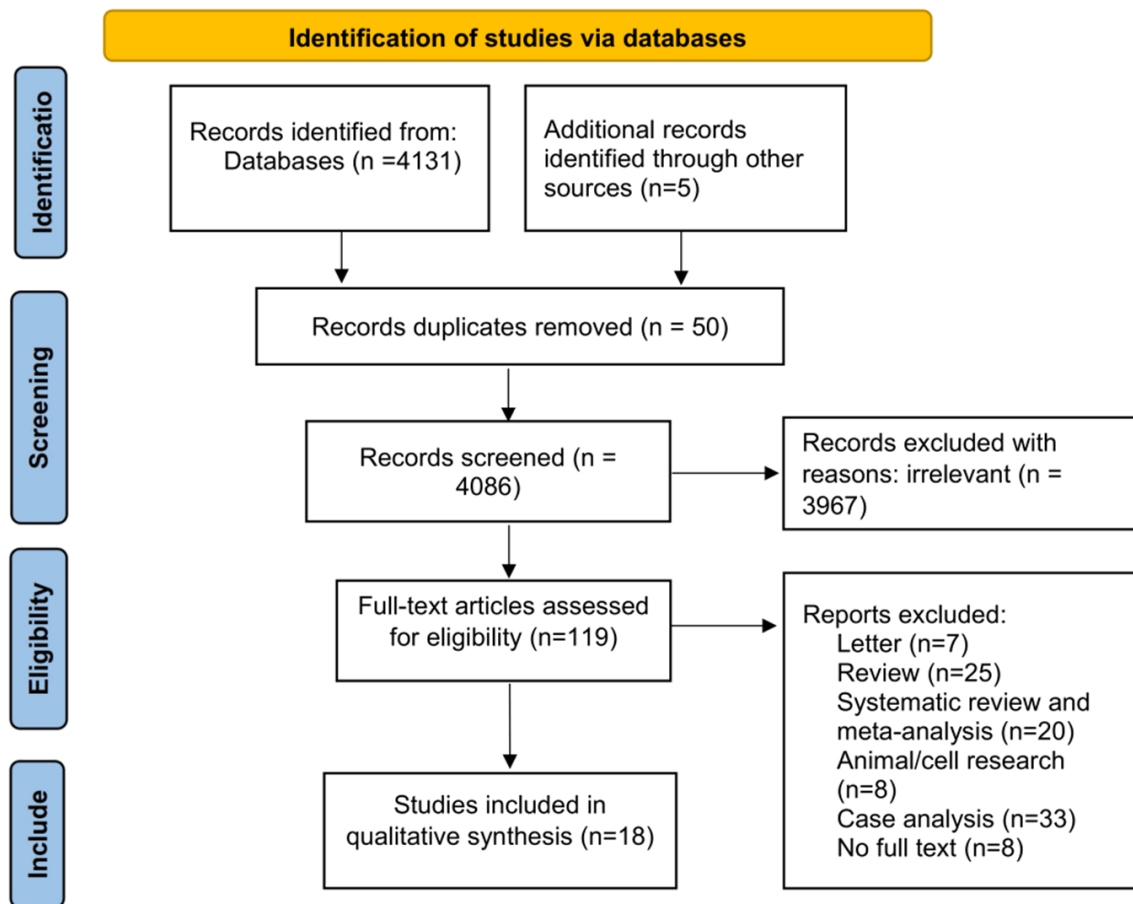 Identification of studies via databases
Identificatio
Records identified from:
Databases (n =4131)
Additional records
identified through other
sources (n=5)
Screening
Records duplicates removed (n = 50)
Records screened (n =
4086)
Records excluded with
reasons: irrelevant (n =
3967)
Eligibility
Full-text articles assessed
for eligibility (n=119)
Reports excluded:
Letter (n=7)
Review (n=25)
Systematic review and
meta-analysis (n=20)
Animal/cell research
(n=8)
Case analysis (n=33)
No full text (n=8)
Include
Studies included in
qualitative synthesis (n=18)